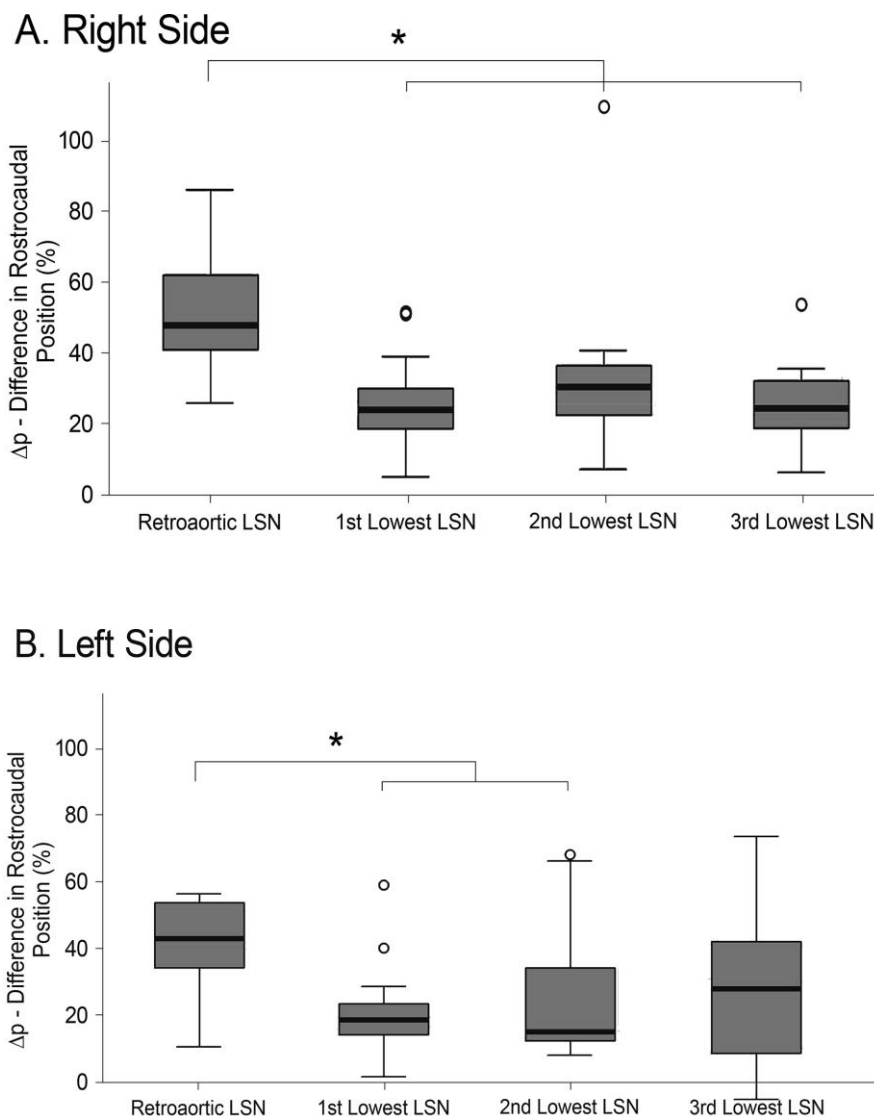 A. Right Side
*
Δp - Difference in Rostrocaudal
Position (%)
100
80
60
40
20
0
Retroaortic LSN
1st Lowest LSN
2nd Lowest LSN
3rd Lowest LSN
B. Left Side
*
Δp - Difference in Rostrocaudal
Position (%)
100
80
60
40
20
0
Retroaortic LSN
1st Lowest LSN
2nd Lowest LSN
3rd Lowest LSN